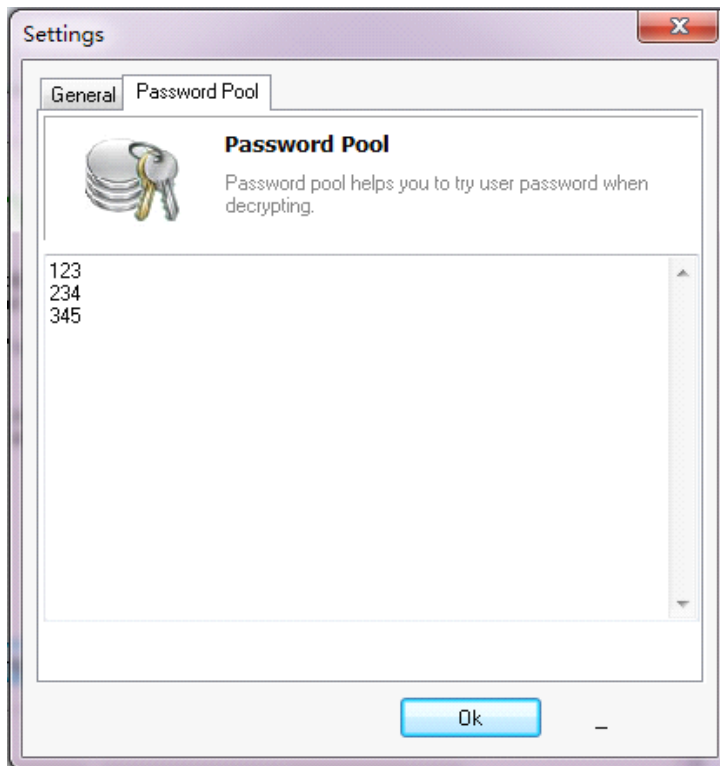 Settings
General Password Pool
Password Pool
Password pool helps you to try user password when
decrypting.
123
234
345
Ok _